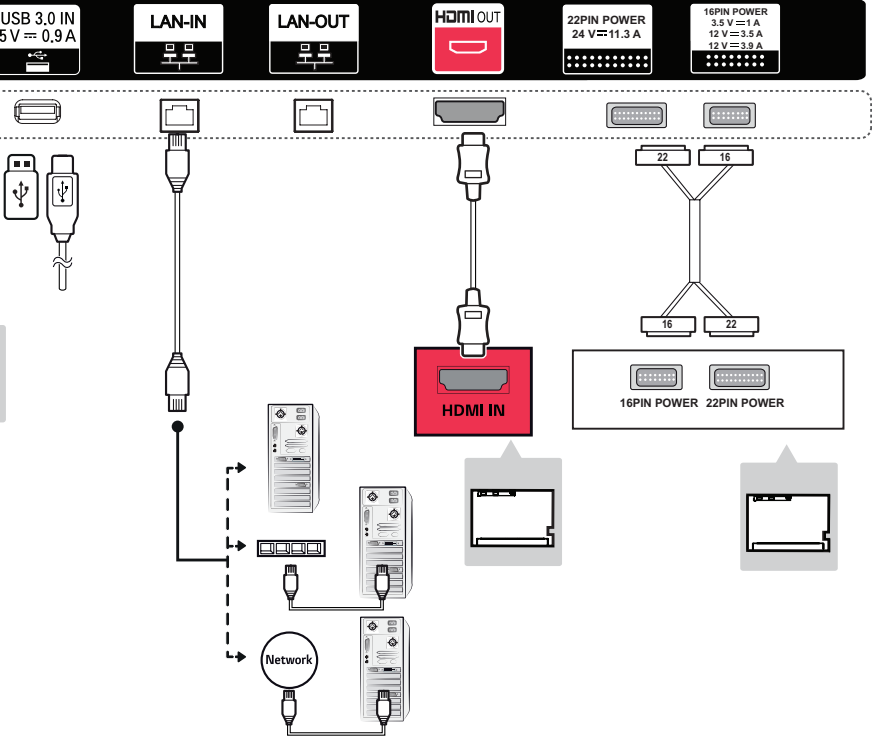 USB 3.0 IN
5 V ⎓ 0.9 A
LAN-IN
LAN-OUT
HDMI OUT
22PIN POWER
24 V ⎓ 11.3 A
16PIN POWER
3.5 V ⎓ 1 A
12 V ⎓ 3.5 A
12 V ⎓ 3.9 A
22
16
16
22
HDMI IN
16PIN POWER
22PIN POWER
Network